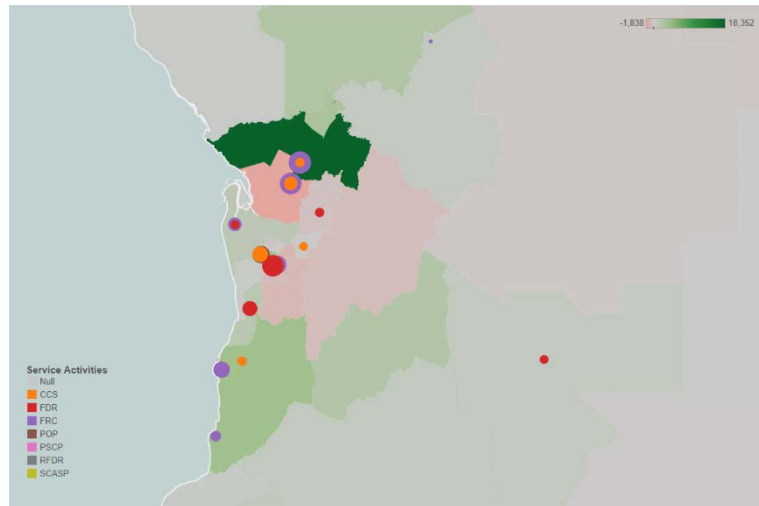 -1,838 18,352
Service Activities
Null
CCS
FDR
FRC
POP
PSCP
RFDR
SCASP